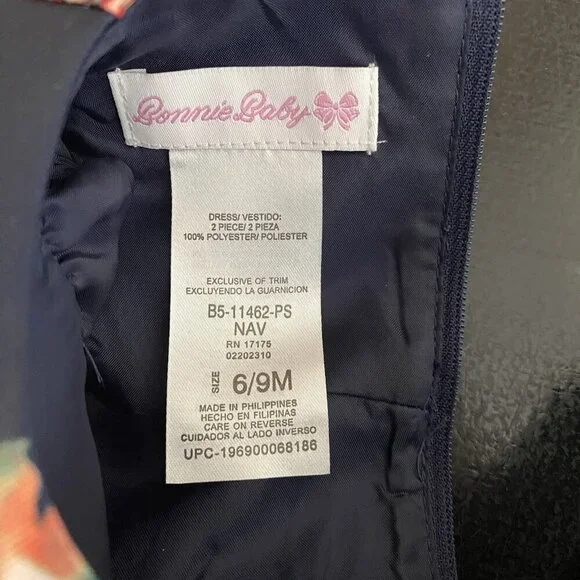 Bonnie Baby
DRESS/ VESTIDO:
2 PIECE/ 2 PIEZA
100% POLYESTER/ POLIESTER
EXCLUSIVE OF TRIM
EXCLUYENDO LA GUARNICION
B5-11462-PS
NAV
RN 17175
02202310
SIZE 6/9M
MADE IN PHILIPPINES
HECHO EN FILIPINAS
CARE ON REVERSE
CUIDADOS AL LADO INVERSO
UPC-196900068186